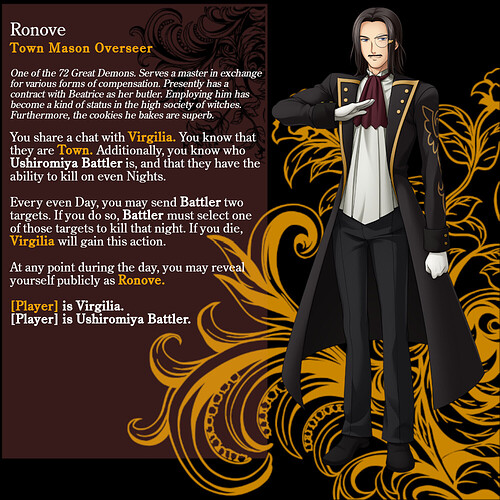 Ronove
Town Mason Overseer
One of the 72 Great Demons. Serves a master in exchange
for various forms of compensation. Presently has a
contract with Beatrice as her butler. Employing him has
become a kind of status in the high society of witches.
Furthermore, the cookies he bakes are superb.
You share a chat with Virgilia. You know that
they are Town. Additionally, you know who
Ushiromiya Battler is, and that they have the
ability to kill on even Nights.
Every even Day, you may send Battler two
targets. If you do so, Battler must select one
of those targets to kill that night. If you die,
Virgilia will gain this action.
At any point during the day, you may reveal
yourself publicly as Ronove.
[Player] is Virgilia.
[Player] is Ushiromiya Battler.